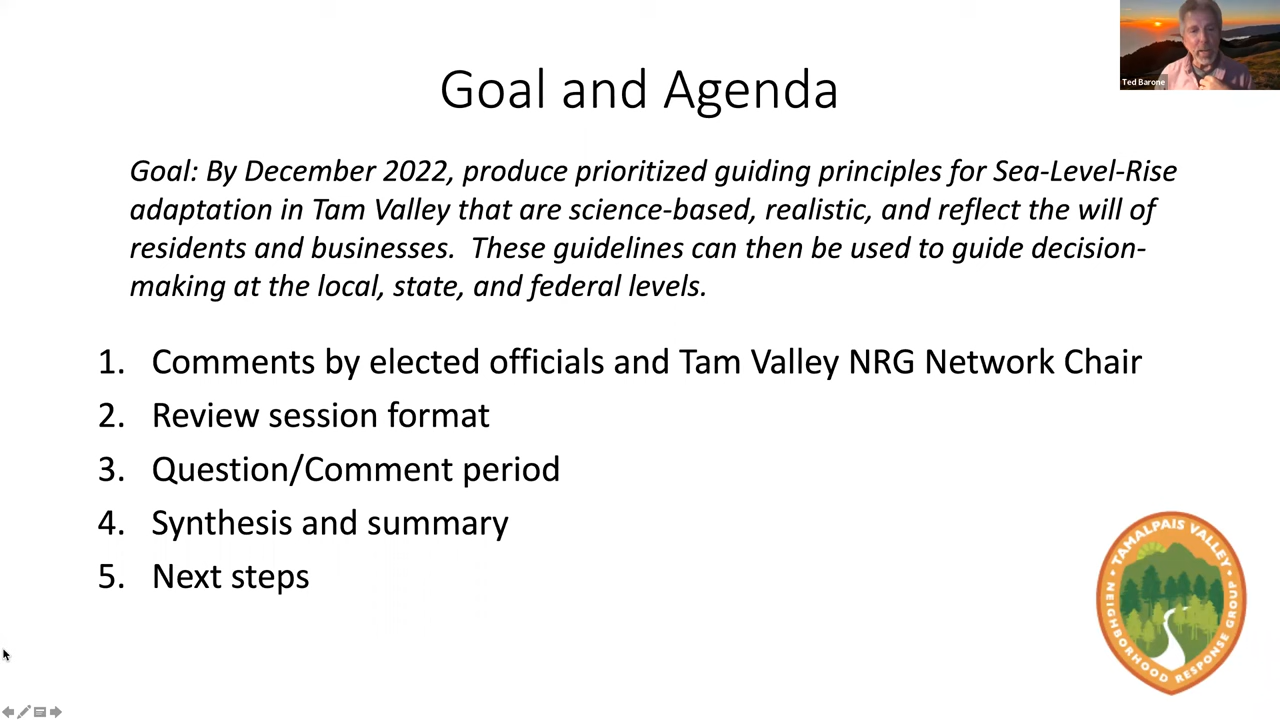 Ted Barone
Goal and Agenda
Goal: By December 2022, produce prioritized guiding principles for Sea-Level-Rise
adaptation in Tam Valley that are science-based, realistic, and reflect the will of
residents and businesses.  These guidelines can then be used to guide decision-
making at the local, state, and federal levels.
1. Comments by elected officials and Tam Valley NRG Network Chair
2. Review session format
3. Question/Comment period
4. Synthesis and summary
5. Next steps
TAMALPAIS VALLEY
NEIGHBORHOOD RESPONSE GROUP